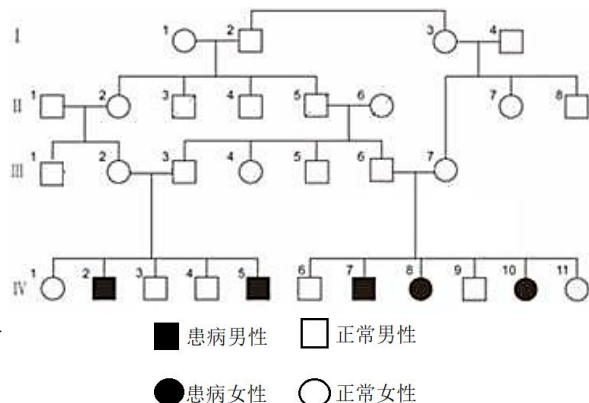 I 1 2 3 4
II 1 2 3 4 5 6 7 8
III 1 2 3 4 5 6 7
IV 1 2 3 4 5 6 7 8 9 10 11
患病男性 正常男性
患病女性 正常女性